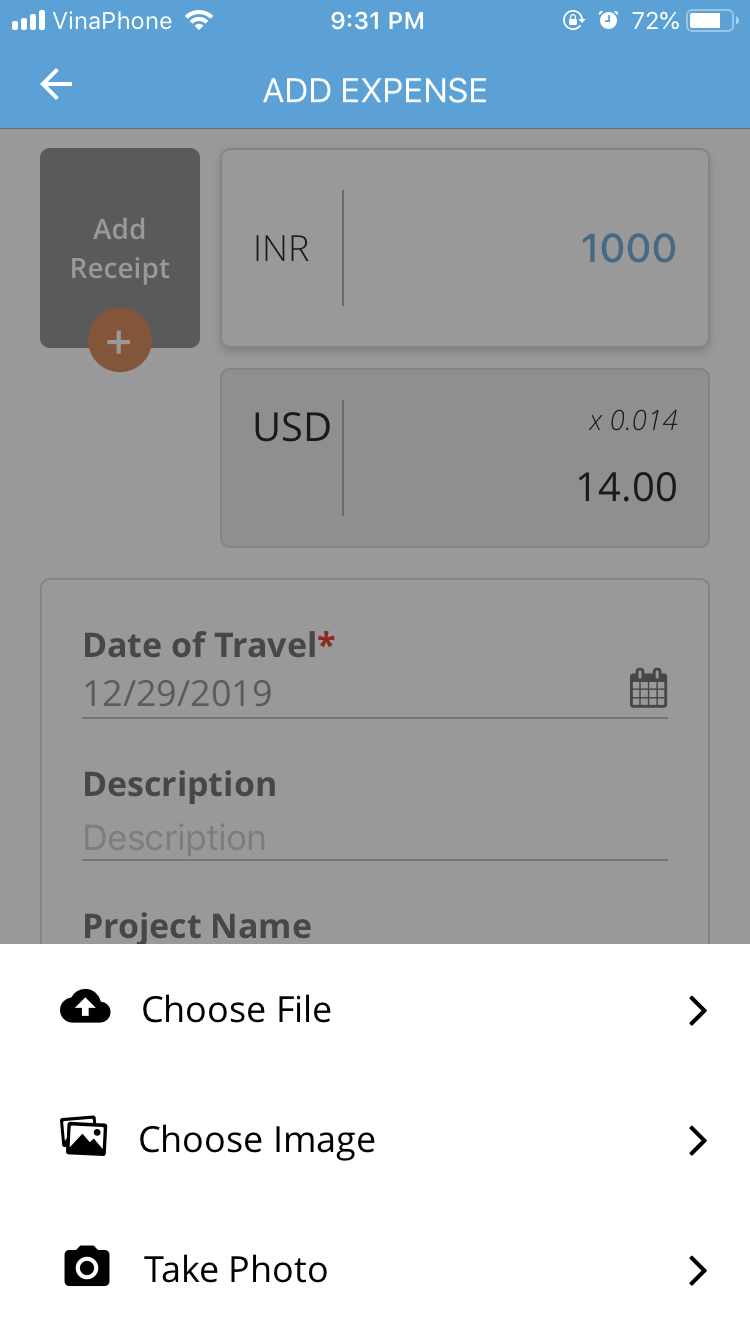 VinaPhone 9:31 PM 72%
ADD EXPENSE
Add
Receipt
+
INR 1000
USD x 0.014
14.00
Date of Travel*
12/29/2019
Description
Description
Project Name
Choose File
Choose Image
Take Photo